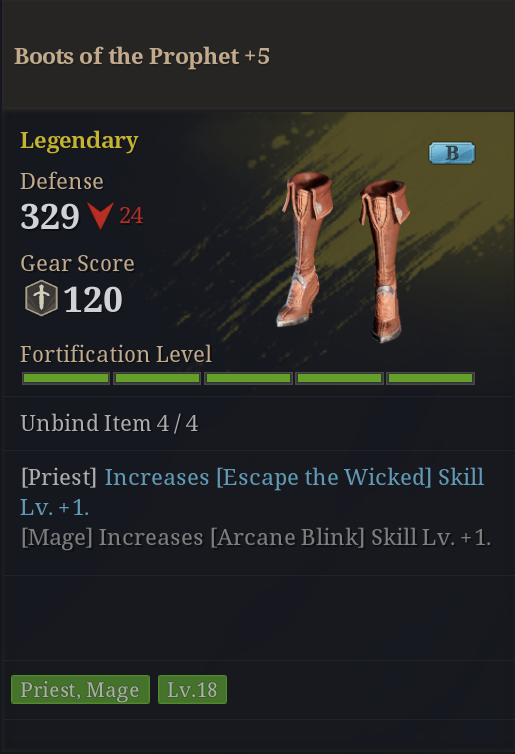 Boots of the Prophet +5
Legendary
B
Defense
329 24
Gear Score
120
Fortification Level
Unbind Item 4 / 4
[Priest] Increases [Escape the Wicked] Skill
Lv. +1.
[Mage] Increases [Arcane Blink] Skill Lv. +1.
Priest, Mage Lv.18